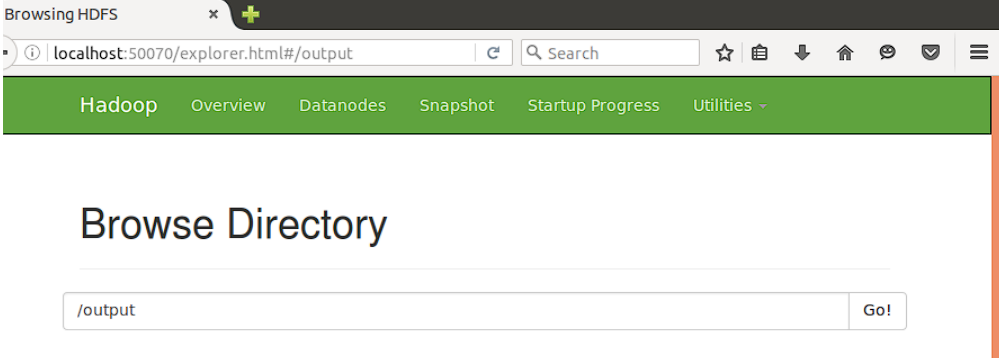 Browsing HDFS
localhost:50070/explorer.html#/output
Search
Hadoop Overview Datanodes Snapshot Startup Progress Utilities
Browse Directory
/output
Go!